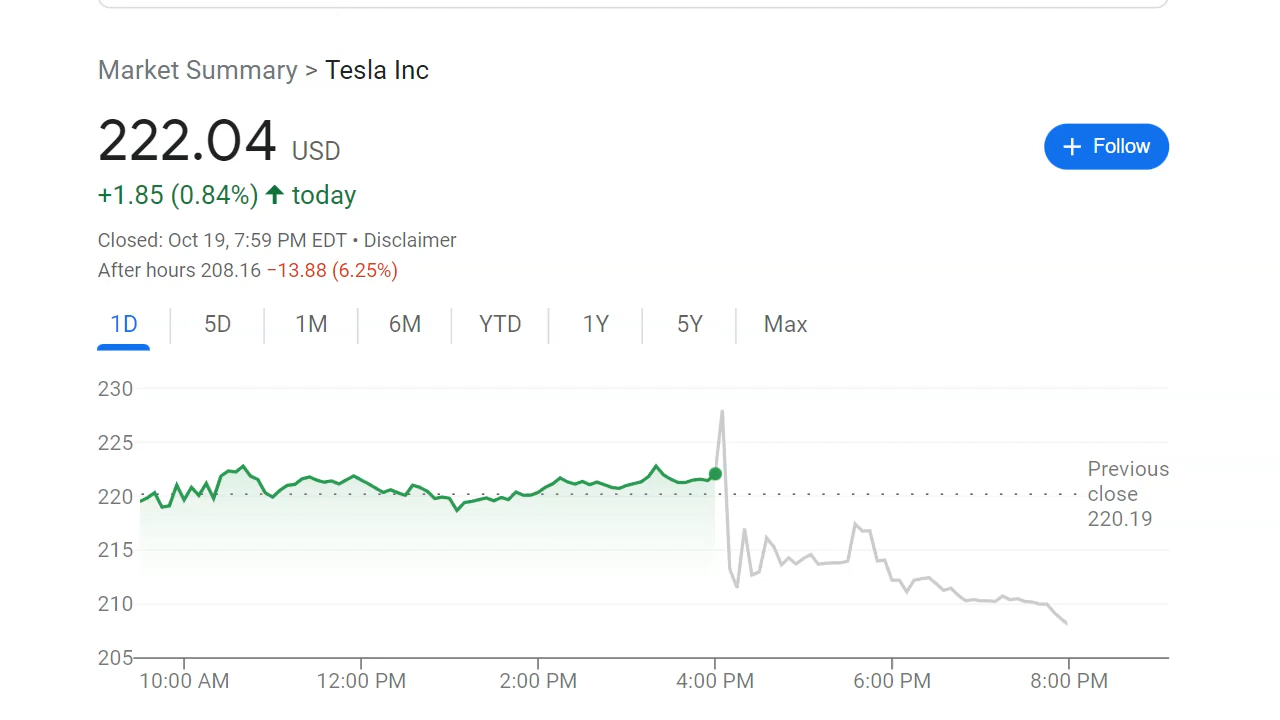 Market Summary > Tesla Inc
222.04 USD
+ Follow
+1.85 (0.84%) ↑ today
Closed: Oct 19, 7:59 PM EDT • Disclaimer
After hours 208.16 −13.88 (6.25%)
1D 5D 1M 6M YTD 1Y 5Y Max
230
225
220
215
210
205
Previous
close
220.19
10:00 AM 12:00 PM 2:00 PM 4:00 PM 6:00 PM 8:00 PM